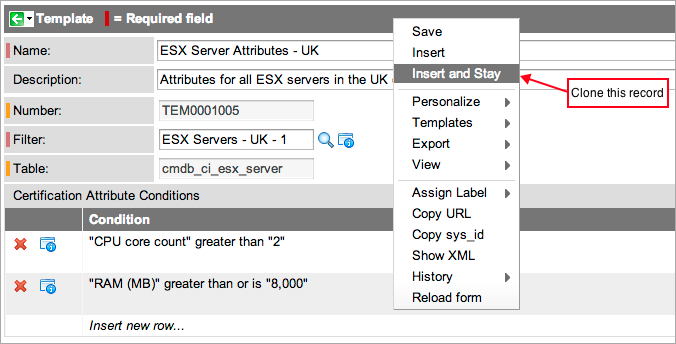 Template
= Required field
Name:
ESX Server Attributes - UK
Description:
Attributes for all ESX servers in the UK
Number:
TEM0001005
Filter:
ESX Servers - UK - 1
Table:
cmdb_ci_esx_server
Certification Attribute Conditions
Condition
"CPU core count" greater than "2"
"RAM (MB)" greater than or is "8,000"
Insert new row...
Save
Insert
Insert and Stay
Personalize
Templates
Export
View
Assign Label
Copy URL
Copy sys_id
Show XML
History
Reload form
Clone this record